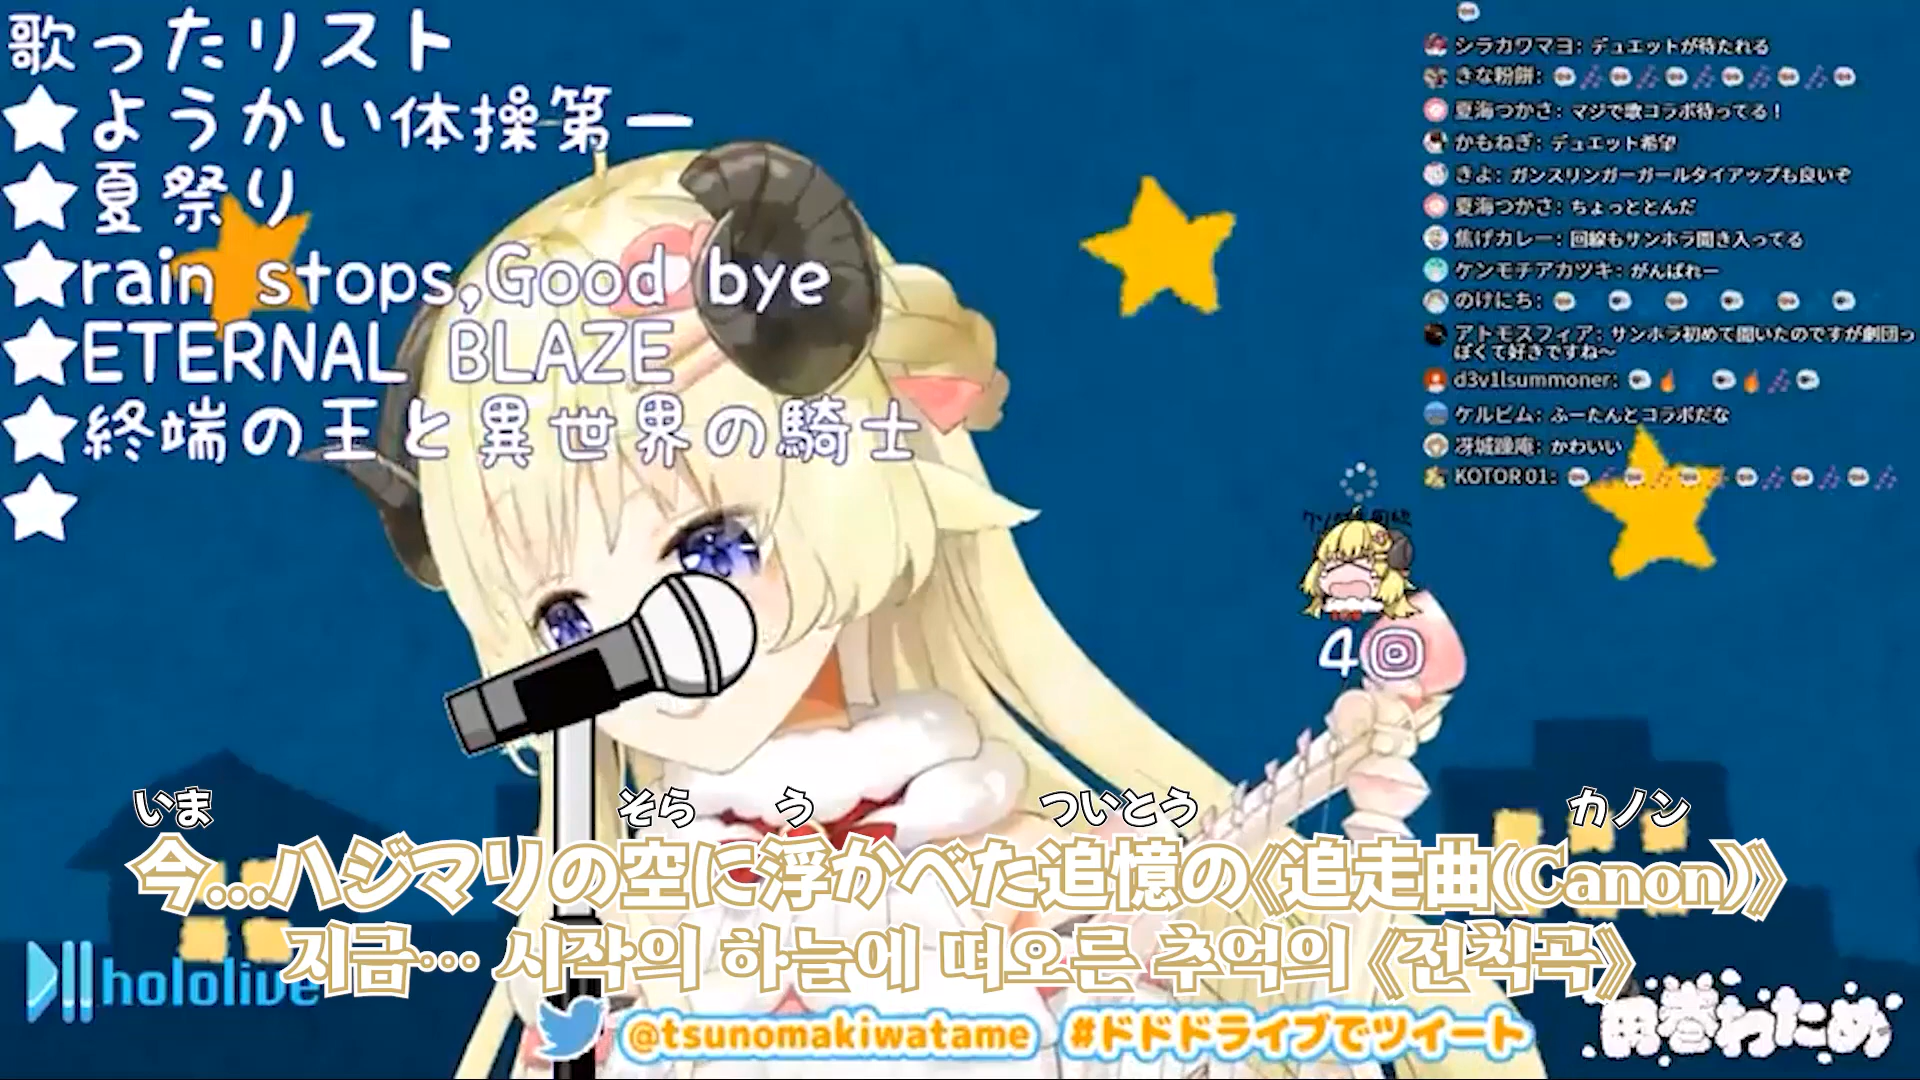 歌ったリスト
★ようかい体操第一
★夏祭り
★rain stops,Good bye
★ETERNAL BLAZE
★終端の王と異世界の騎士
★
シラカワマヨ: デュエットが待たれる
きな粉餅:
夏海つかさ: マジで歌コラボ待ってる!
かもねぎ: デュエット希望
きよ: ガンスリンガーガールタイアップも良いぞ
夏海つかさ: ちょっととんだ
焦げカレー: 回線もサンホラ聞き入ってる
ケンモチアカツキ: がんばれー
のけにち:
アトモスフィア: サンホラ初めて聞いたのですが劇団っ
ぽくて好きですね〜
d3v1lsummoner:
ケルビム: ふーたんとコラボだな
冴城踵庵: かわいい
KOTOR 01:
4
いま そら う ついとう カノン
今...ハジマリの空に浮かべた追憶の《追走曲(Canon)》
지금… 시작의 하늘에 떠오른 추억의 《전칙곡》
hololive
@tsunomakiwatame #ドドドライブでツイート
角巻わため